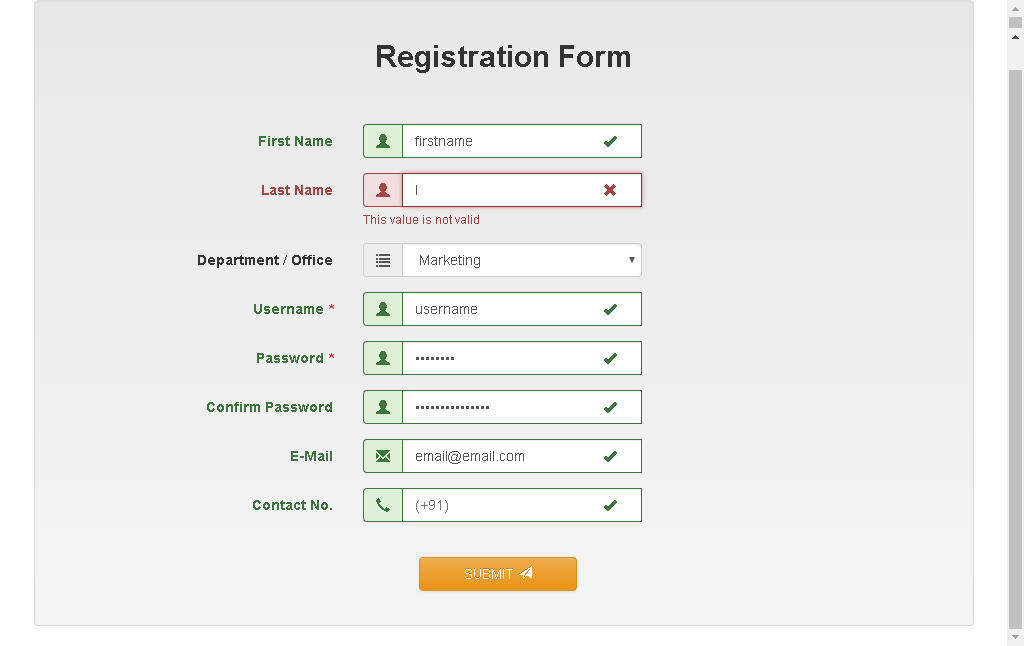 Registration Form
First Name firstname
Last Name l
This value is not valid
Department / Office Marketing
Username * username
Password * ••••••••
Confirm Password •••••••••••••••
E-Mail email@email.com
Contact No. (+91)
SUBMIT